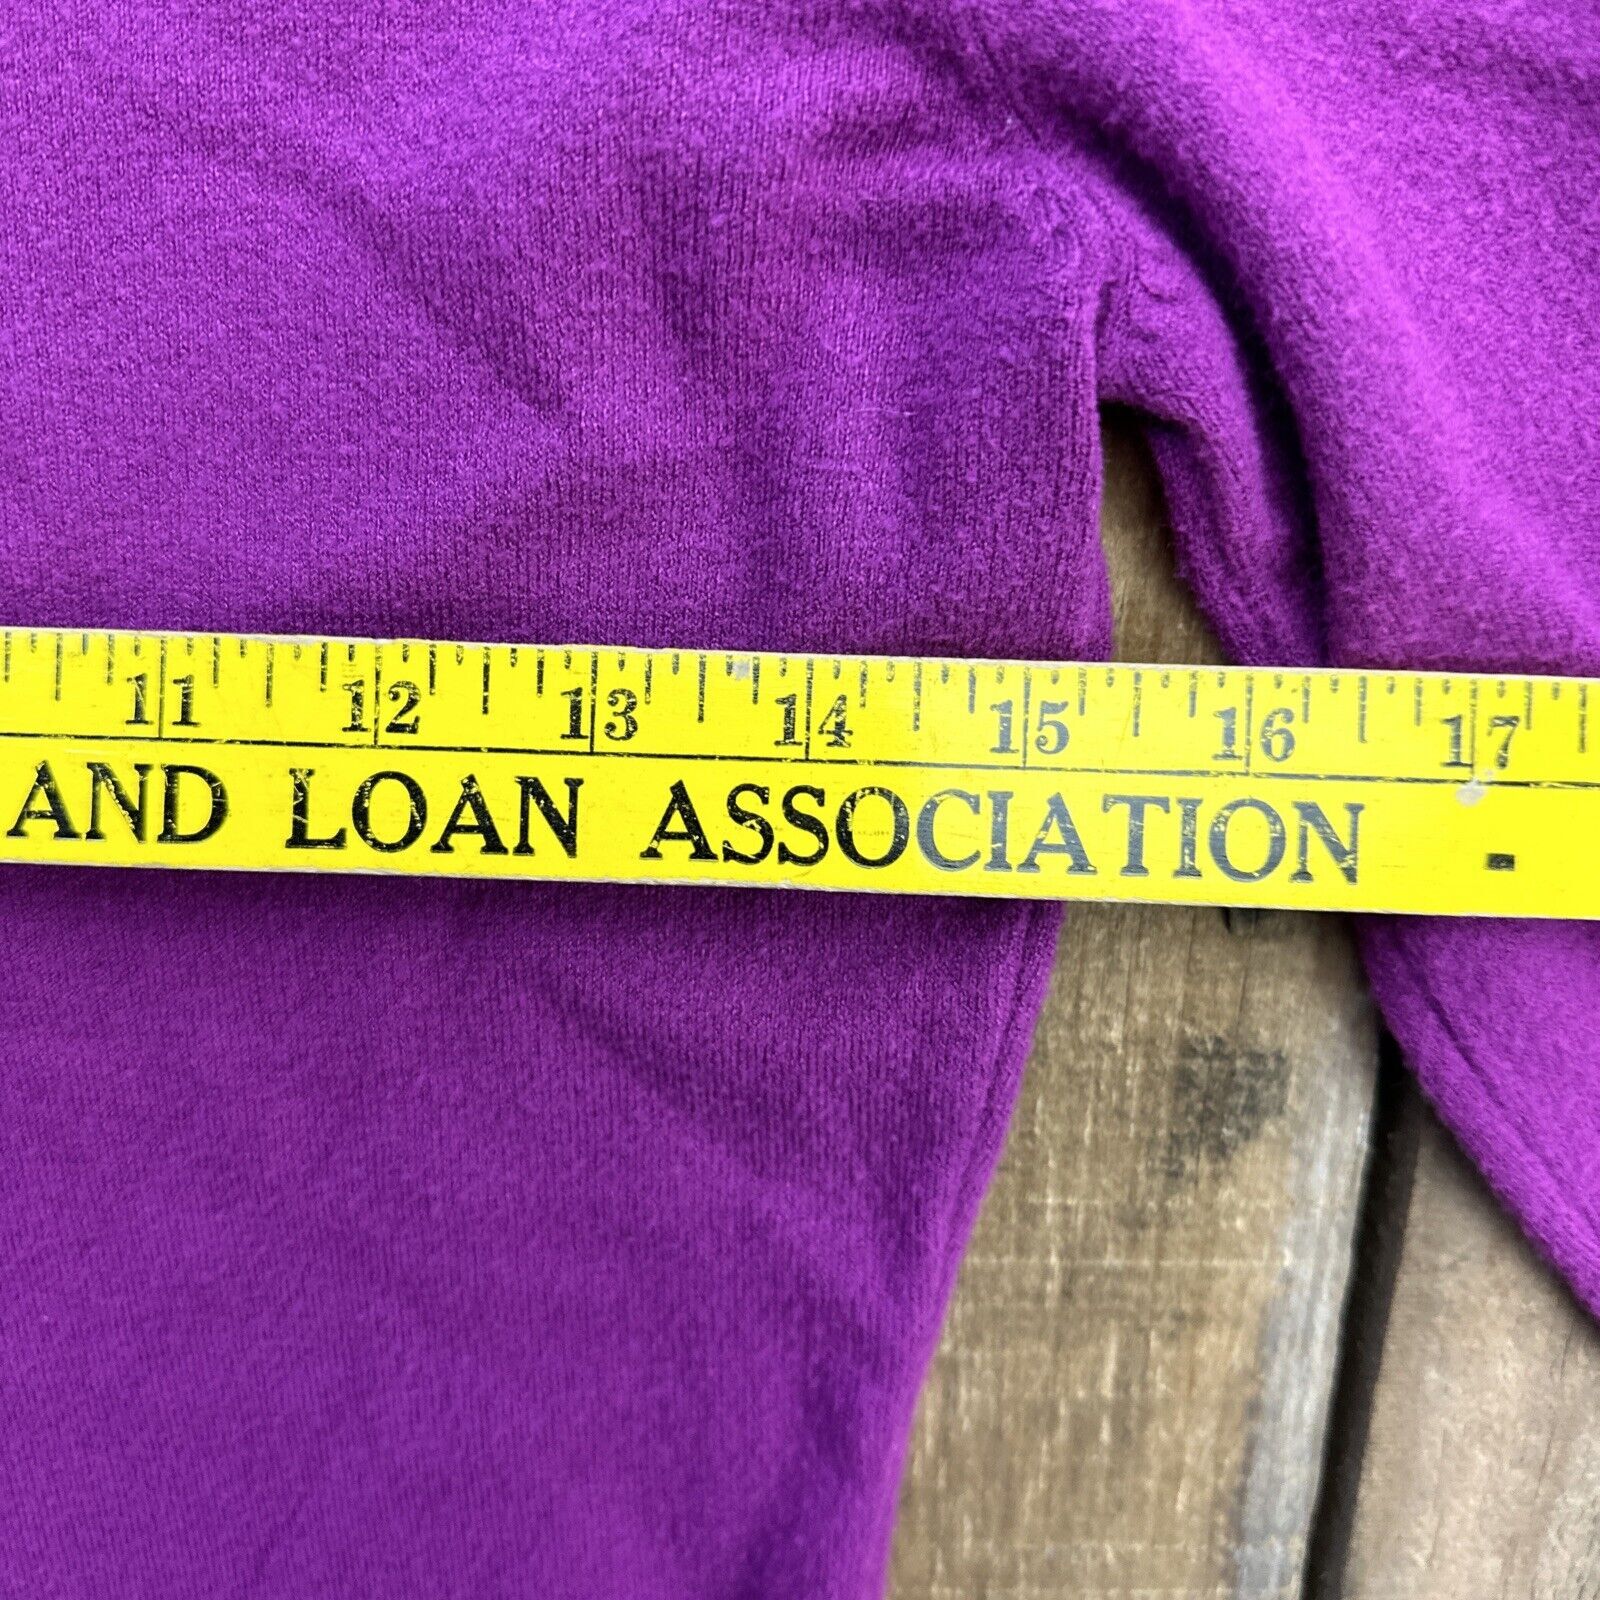 11 12 13 14 15 16 17
AND LOAN ASSOCIATION -